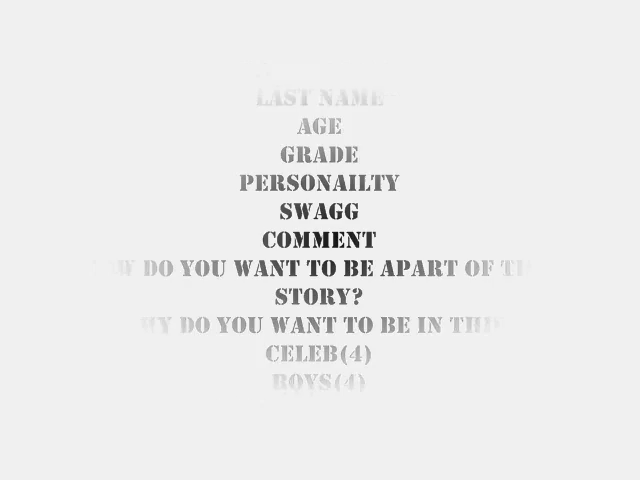 LAST NAME
AGE
GRADE
PERSONAILTY
SWAGG
COMMENT
DO YOU WANT TO BE APART OF
STORY?
DO YOU WANT TO BE IN
CELEB(4)
BOYS(4)